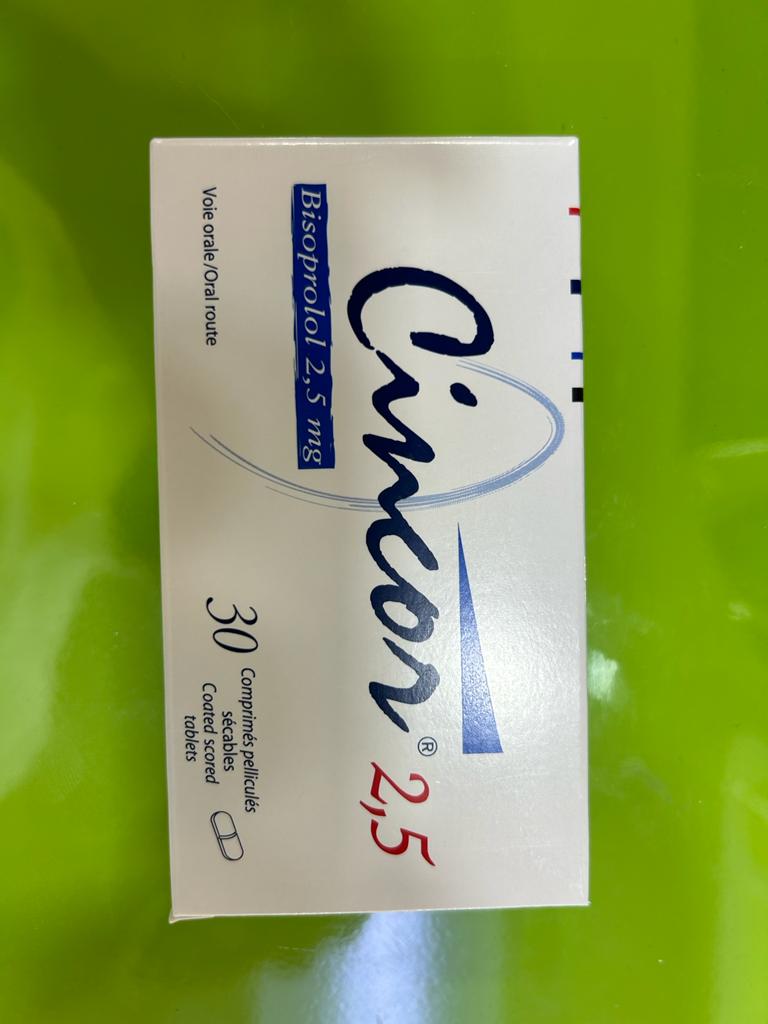 Cincor® 2,5
Bisoprolol 2,5 mg
30 Comprimés pelliculés
sécables
Coated scored
tablets
Voie orale/Oral route